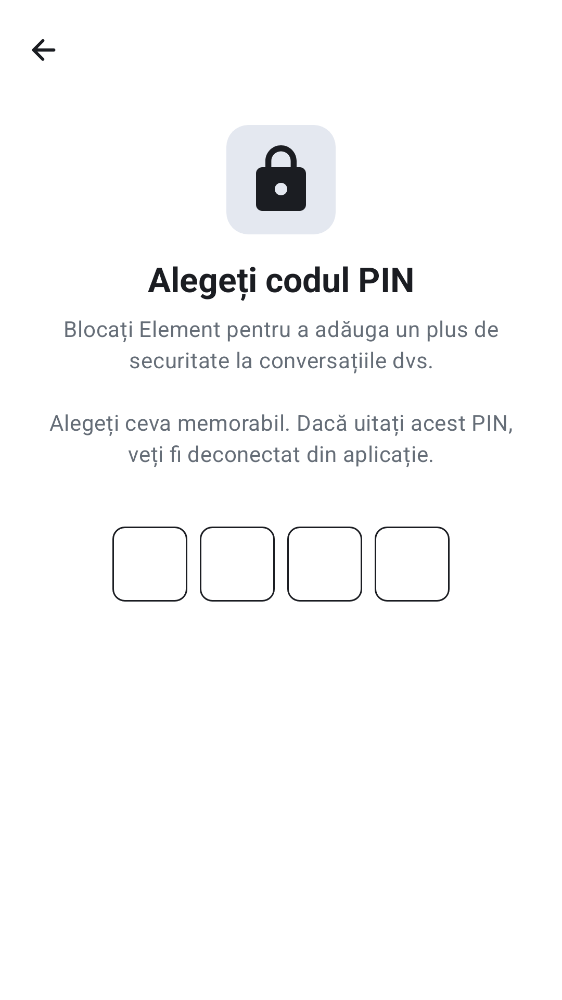 Alegeți codul PIN
Blocați Element pentru a adăuga un plus de
securitate la conversațiile dvs.
Alegeți ceva memorabil. Dacă uitați acest PIN,
veți fi deconectat din aplicație.